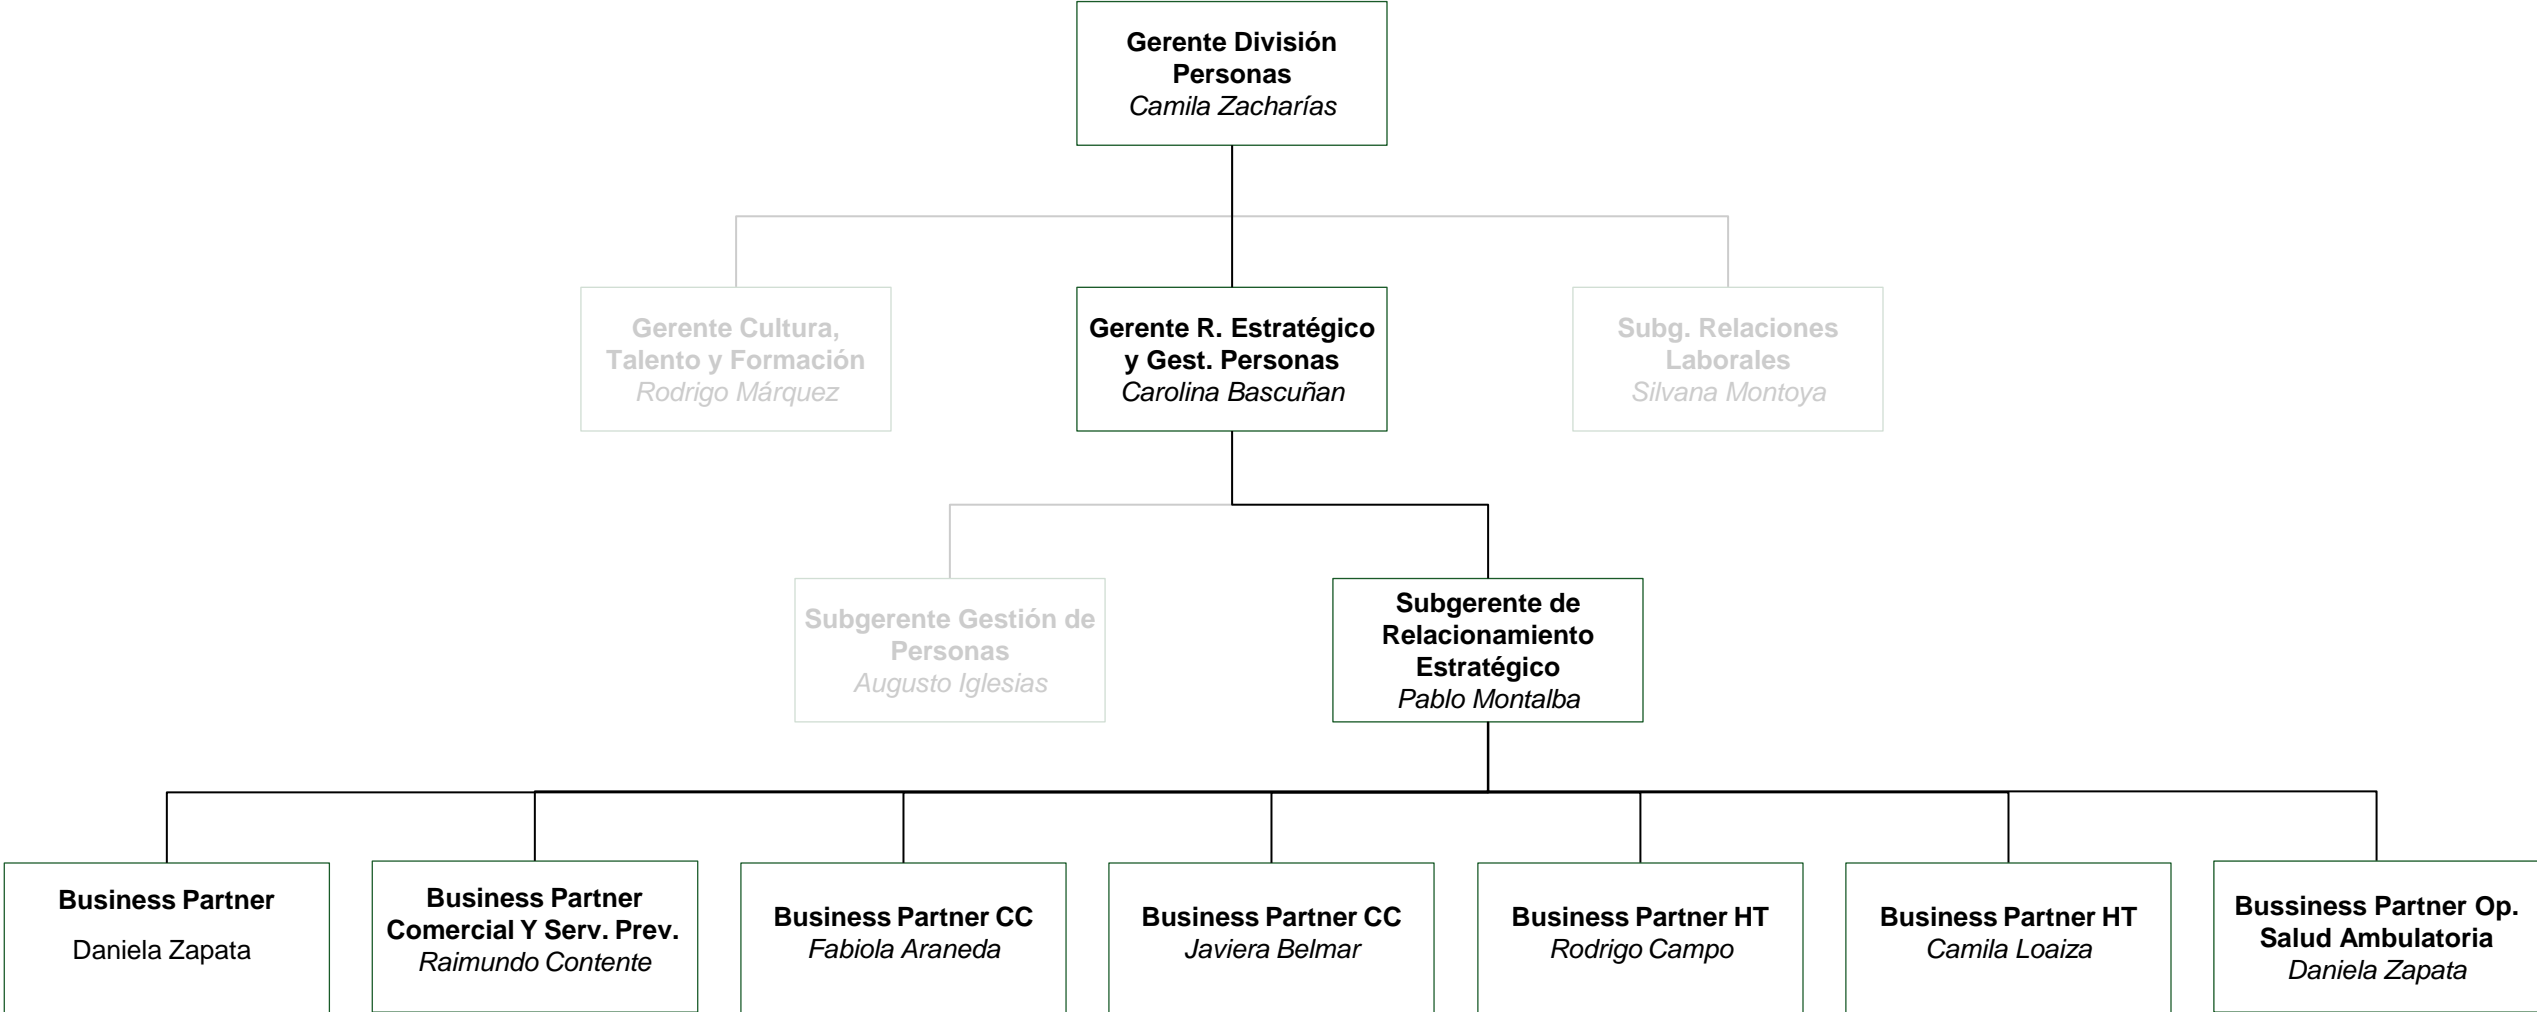 Gerente División
Personas
Camila Zacharías
Gerente Cultura,
Talento y Formación
Rodrigo Márquez
Gerente R. Estratégico
y Gest. Personas
Carolina Bascuñan
Subg. Relaciones
Laborales
Silvana Montoya
Subgerente Gestión de
Personas
Augusto Iglesias
Subgerente de
Relacionamiento
Estratégico
Pablo Montalba
Business Partner
Daniela Zapata
Business Partner
Comercial Y Serv. Prev.
Raimundo Contente
Business Partner CC
Fabiola Araneda
Business Partner CC
Javiera Belmar
Business Partner HT
Rodrigo Campo
Business Partner HT
Camila Loaiza
Bussiness Partner Op.
Salud Ambulatoria
Daniela Zapata